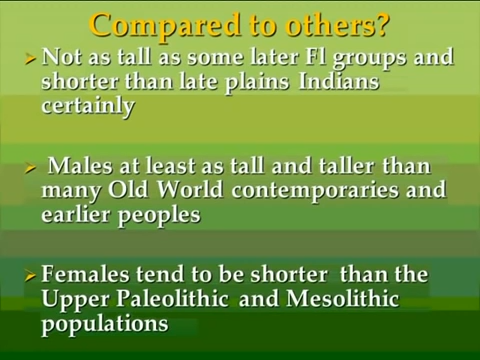 Compared to others?
Not as tall as some later Fl groups and
shorter than late plains Indians
certainly
Males at least as tall and taller than
many Old World contemporaries and
earlier peoples
Females tend to be shorter than the
Upper Paleolithic and Mesolithic
populations